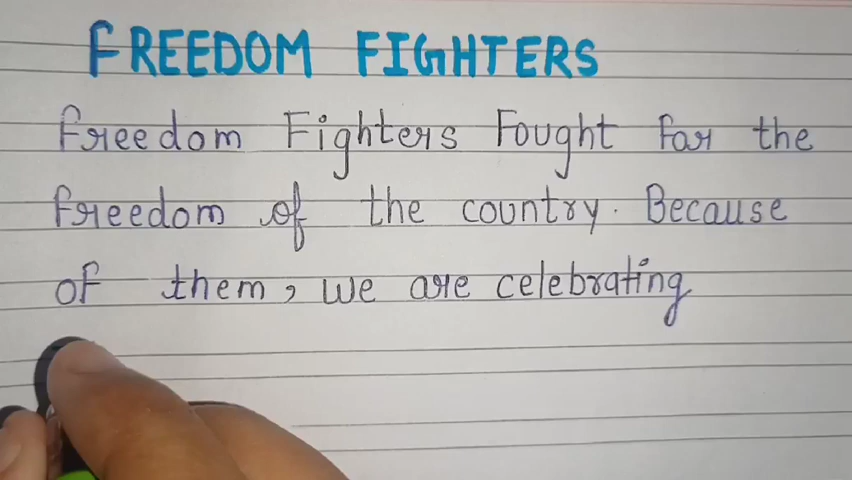 FREEDOM FIGHTERS
Freedom Fighters Fought For the
Freedom of the country. Because
of them, we are celebrating